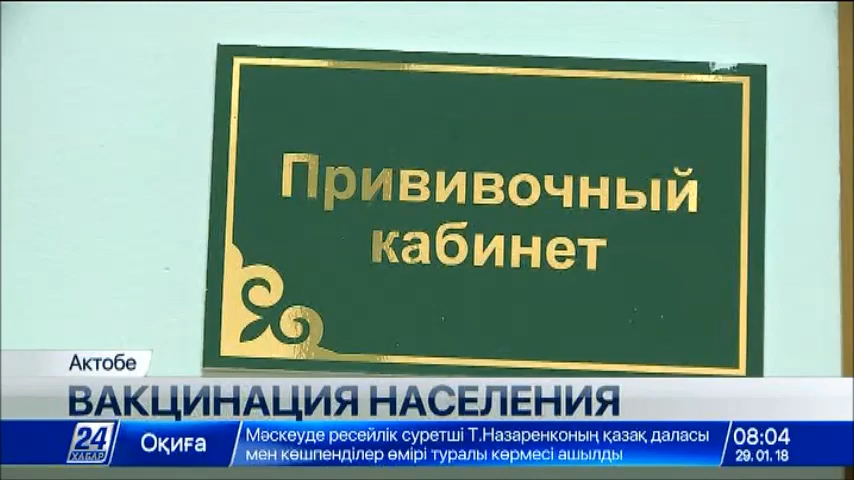 Прививочный
кабинет
Актобе
ВАКЦИНАЦИЯ НАСЕЛЕНИЯ
24
ХАБАР
Оқиға
Мәскеуде ресейлік суретші Т.Назаренконың қазақ даласы
мен көшпенділер өмірі туралы көрмесі ашылды
08:04
29.01.18